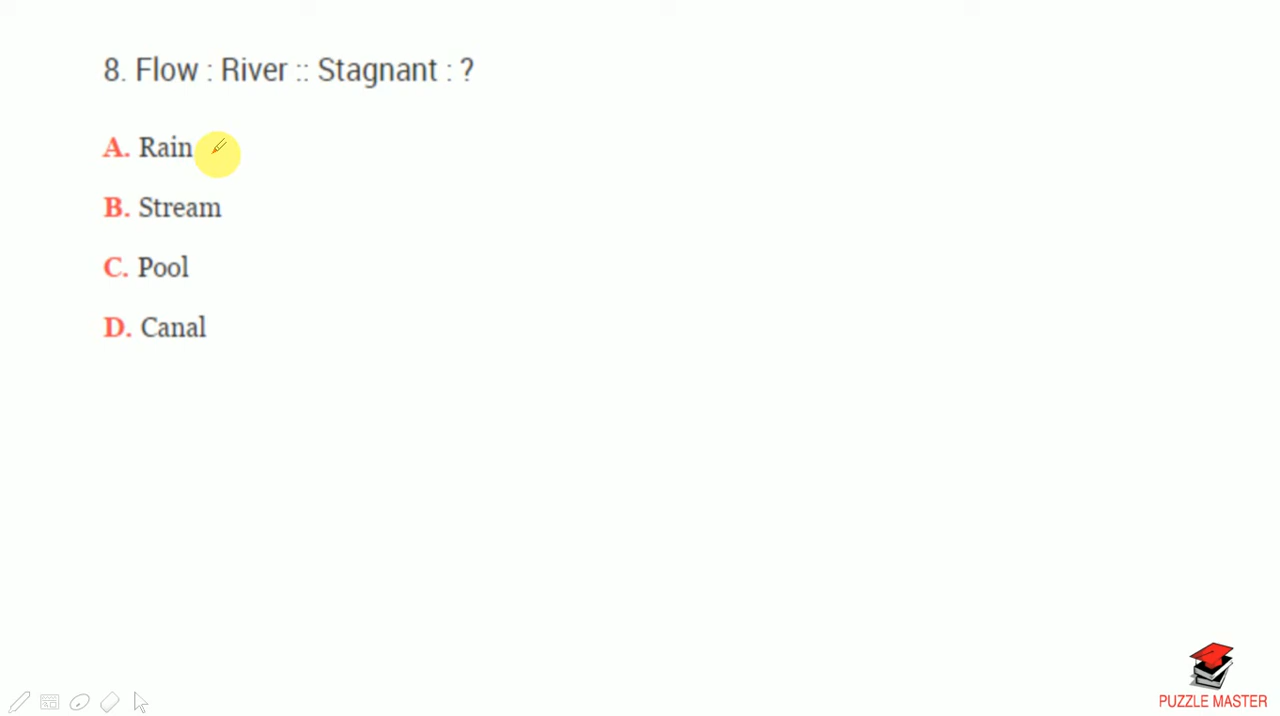 8. Flow : River :: Stagnant : ?
A. Rain
B. Stream
C. Pool
D. Canal
PUZZLE MASTER